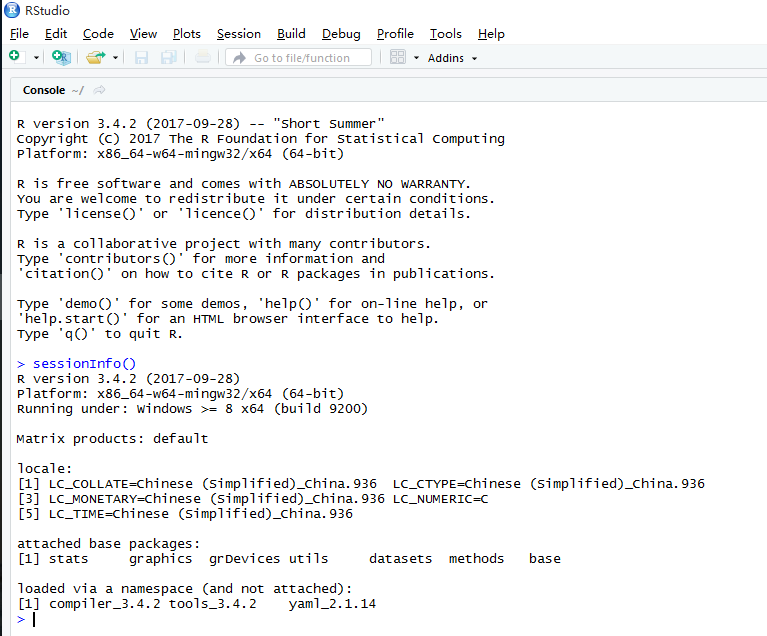 RStudio
File Edit Code View Plots Session Build Debug Profile Tools Help
Go to file/function Addins
Console ~/
R version 3.4.2 (2017-09-28) -- "Short Summer"
Copyright (C) 2017 The R Foundation for Statistical Computing
Platform: x86_64-w64-mingw32/x64 (64-bit)
R is free software and comes with ABSOLUTELY NO WARRANTY.
You are welcome to redistribute it under certain conditions.
Type 'license()' or 'licence()' for distribution details.
R is a collaborative project with many contributors.
Type 'contributors()' for more information and
'citation()' on how to cite R or R packages in publications.
Type 'demo()' for some demos, 'help()' for on-line help, or
'help.start()' for an HTML browser interface to help.
Type 'q()' to quit R.
> sessionInfo()
R version 3.4.2 (2017-09-28)
Platform: x86_64-w64-mingw32/x64 (64-bit)
Running under: Windows >= 8 x64 (build 9200)
Matrix products: default
locale:
[1] LC_COLLATE=Chinese (Simplified)_China.936  LC_CTYPE=Chinese (Simplified)_China.936
[3] LC_MONETARY=Chinese (Simplified)_China.936 LC_NUMERIC=C
[5] LC_TIME=Chinese (Simplified)_China.936
attached base packages:
[1] stats     graphics  grDevices utils     datasets  methods   base
loaded via a namespace (and not attached):
[1] compiler_3.4.2 tools_3.4.2    yaml_2.1.14
>